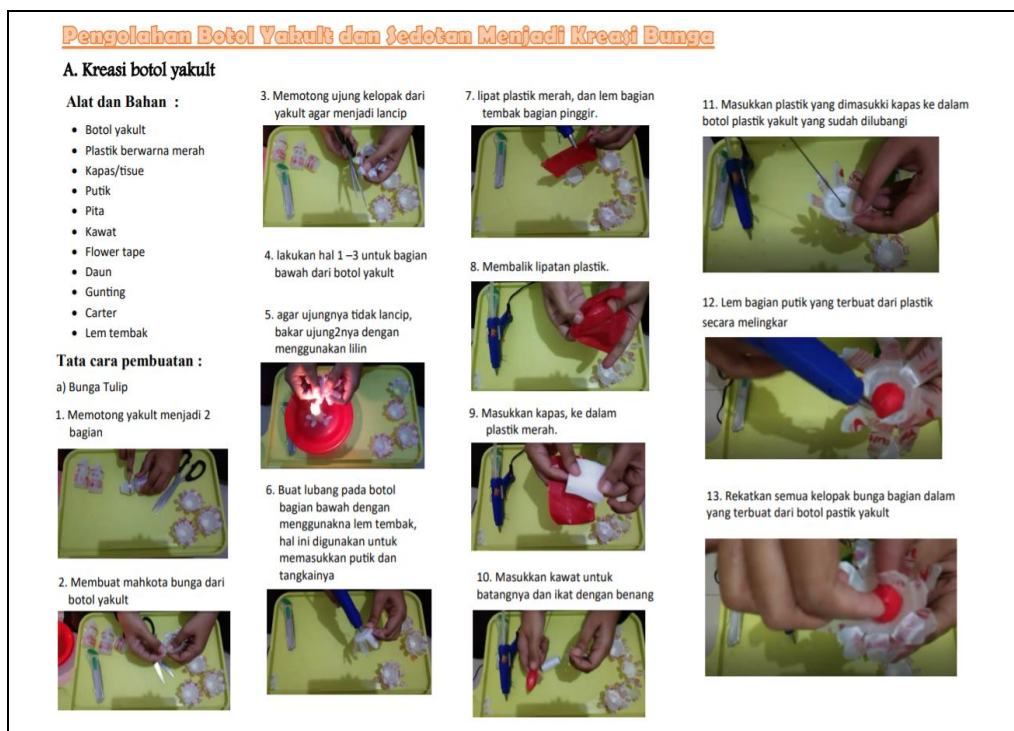 Pengolahan Botol Yakult dan Sedotan Menjadi Kreasi Bunga
A. Kreasi botol yakult
Alat dan Bahan :
• Botol yakult
• Plastik berwarna merah
• Kapas/tisue
• Putik
• Pita
• Kawat
• Flower tape
• Daun
• Gunting
• Carter
• Lem tembak
Tata cara pembuatan :
a) Bunga Tulip
1. Memotong yakult menjadi 2
bagian
2. Membuat mahkota bunga dari
botol yakult
3. Memotong ujung kelopak dari
yakult agar menjadi lancip
4. lakukan hal 1 –3 untuk bagian
bawah dari botol yakult
5. agar ujungnya tidak lancip,
bakar ujung2nya dengan
menggunakan lilin
6. Buat lubang pada botol
bagian bawah dengan
menggunakna lem tembak,
hal ini digunakan untuk
memasukkan putik dan
tangkainya
7. lipat plastik merah, dan lem bagian
tembak bagian pinggir.
8. Membalik lipatan plastik.
9. Masukkan kapas, ke dalam
plastik merah.
10. Masukkan kawat untuk
batangnya dan ikat dengan benang
11. Masukkan plastik yang dimasukki kapas ke dalam
botol plastik yakult yang sudah dilubangi
12. Lem bagian putik yang terbuat dari plastik
secara melingkar
13. Rekatkan semua kelopak bunga bagian dalam
yang terbuat dari botol pastik yakult